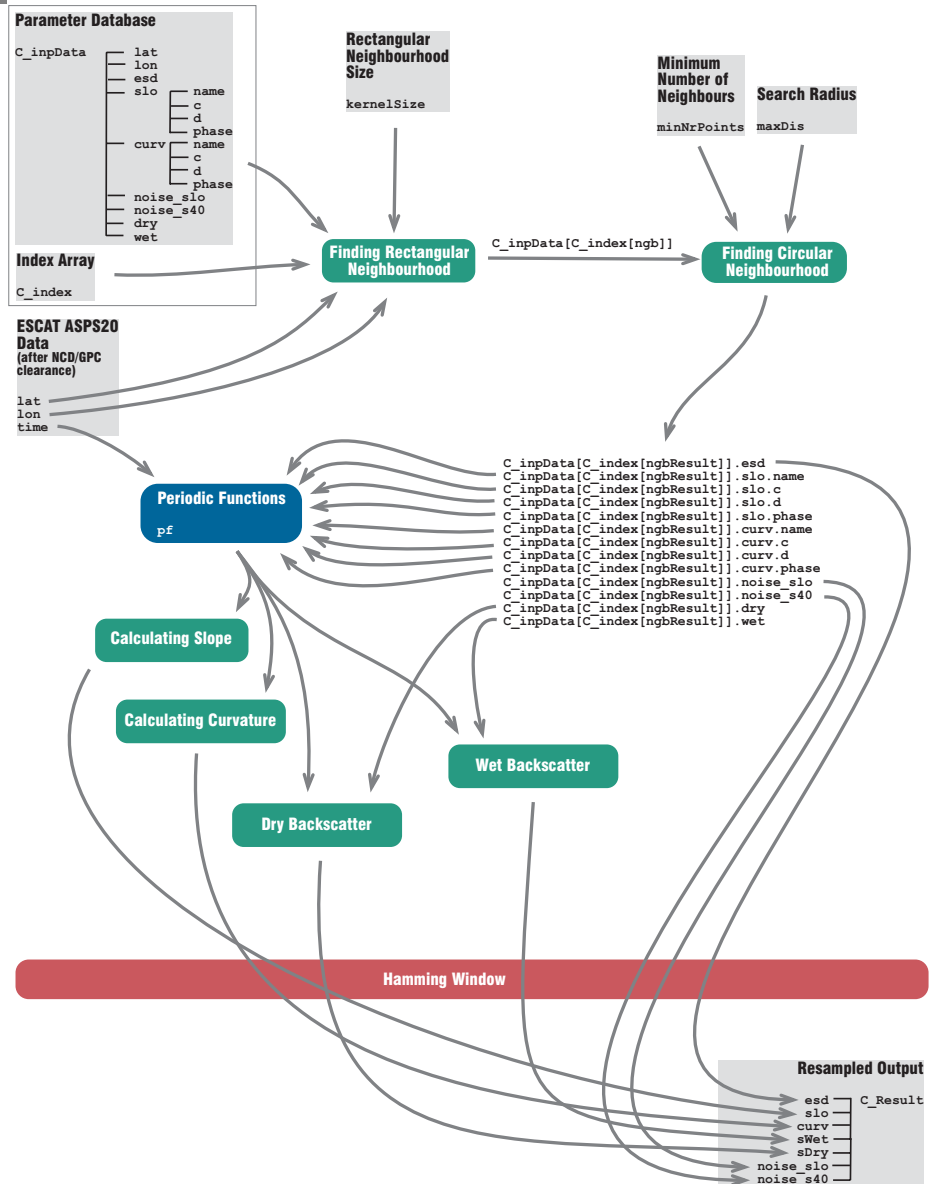 Parameter Database
C_inpData
lat
lon
esd
slo
name
c
d
phase
curv
name
c
d
phase
noise_slo
noise_s40
dry
wet
Index Array
C_index
Rectangular
Neighbourhood
Size
kernelSize
Minimum
Number of
Neighbours
minNrPoints
Search Radius
maxDis
Finding Rectangular
Neighbourhood
C_inpData[C_index[ngb]]
Finding Circular
Neighbourhood
ESCAT ASPS20
Data
(after NCD/GPC
clearance)
lat
lon
time
Periodic Functions
pf
C_inpData[C_index[ngbResult]].esd
C_inpData[C_index[ngbResult]].slo.name
C_inpData[C_index[ngbResult]].slo.c
C_inpData[C_index[ngbResult]].slo.d
C_inpData[C_index[ngbResult]].slo.phase
C_inpData[C_index[ngbResult]].curv.name
C_inpData[C_index[ngbResult]].curv.c
C_inpData[C_index[ngbResult]].curv.d
C_inpData[C_index[ngbResult]].curv.phase
C_inpData[C_index[ngbResult]].noise_slo
C_inpData[C_index[ngbResult]].noise_s40
C_inpData[C_index[ngbResult]].dry
C_inpData[C_index[ngbResult]].wet
Calculating Slope
Calculating Curvature
Wet Backscatter
Dry Backscatter
Hamming Window
Resampled Output
esd
C_Result
slo
curv
sWet
sDry
noise_slo
noise s40